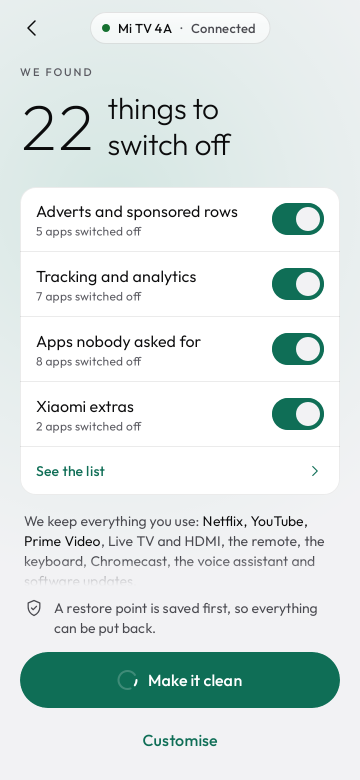 Mi TV 4A · Connected
WE FOUND
22 things to
switch off
Adverts and sponsored rows
5 apps switched off
Tracking and analytics
7 apps switched off
Apps nobody asked for
8 apps switched off
Xiaomi extras
2 apps switched off
See the list
We keep everything you use: Netflix, YouTube,
Prime Video, Live TV and HDMI, the remote, the
keyboard, Chromecast, the voice assistant and
software updates.
A restore point is saved first, so everything
can be put back.
Make it clean
Customise